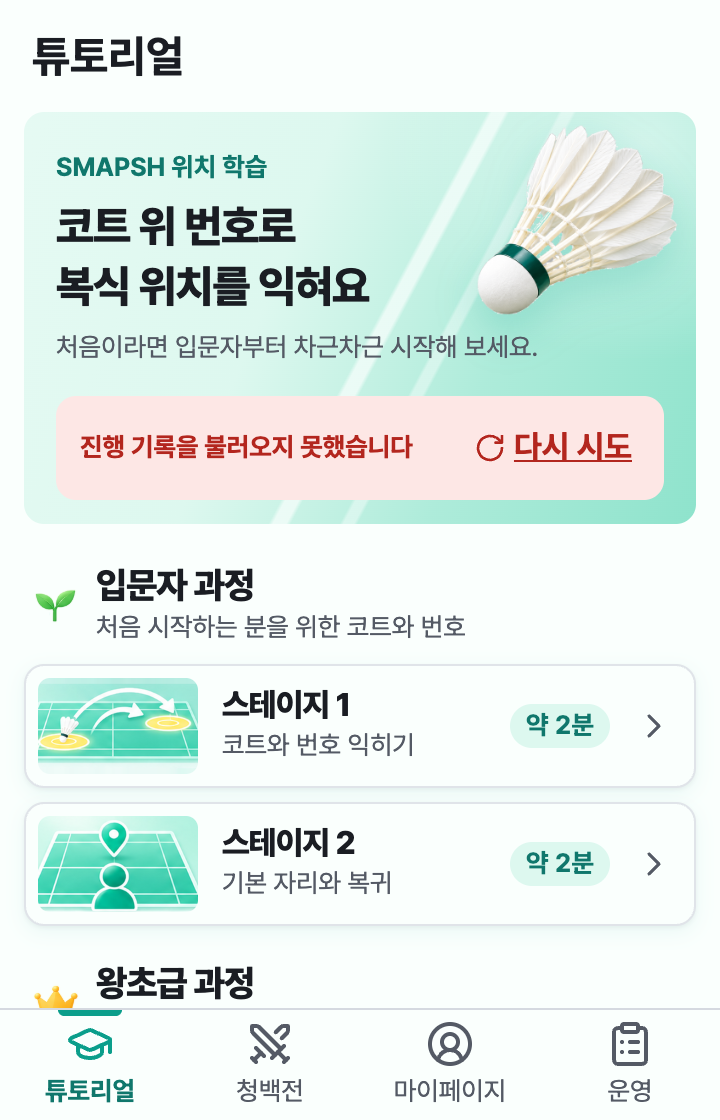 튜토리얼
SMAPSH 위치 학습
코트 위 번호로
복식 위치를 익혀요
처음이라면 입문자부터 차근차근 시작해 보세요.
진행 기록을 불러오지 못했습니다 다시 시도
입문자 과정
처음 시작하는 분을 위한 코트와 번호
스테이지 1
코트와 번호 익히기
약 2분
스테이지 2
기본 자리와 복귀
약 2분
왕초급 과정
튜토리얼 청백전 마이페이지 운영